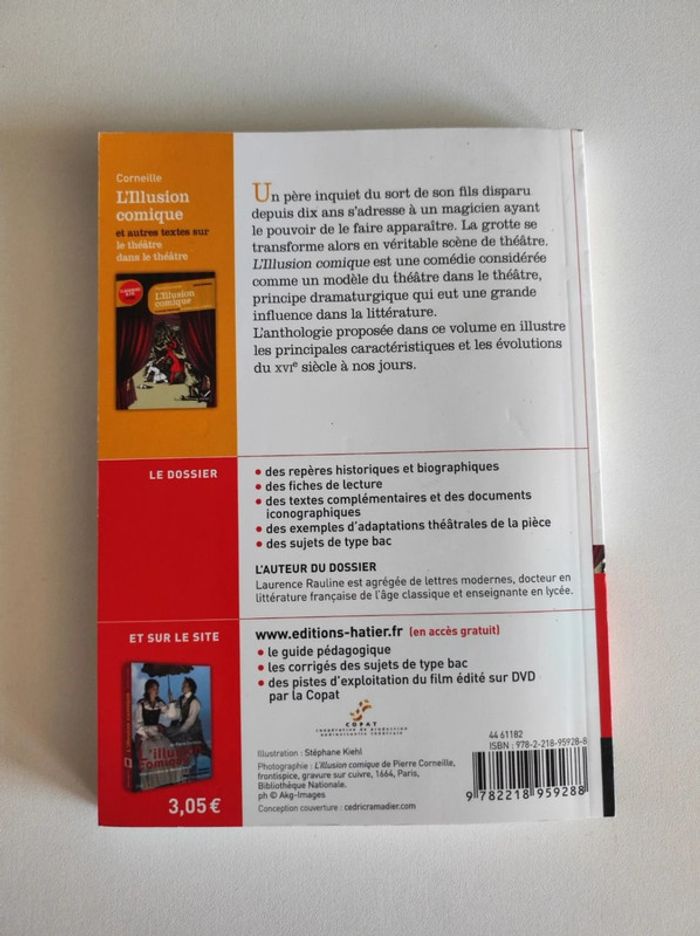 Corneille
L'Illusion
comique
et autres textes sur
le théâtre
dans le théâtre
L'Illusion
comique
Un père inquiet du sort de son fils disparu
depuis dix ans s'adresse à un magicien ayant
le pouvoir de le faire apparaître. La grotte se
transforme alors en véritable scène de théâtre.
L'Illusion comique est une comédie considérée
comme un modèle du théâtre dans le théâtre,
principe dramaturgique qui eut une grande
influence dans la littérature.
L'anthologie proposée dans ce volume en illustre
les principales caractéristiques et les évolutions
du XVIe siècle à nos jours.
LE DOSSIER
• des repères historiques et biographiques
• des fiches de lecture
• des textes complémentaires et des documents
iconographiques
• des exemples d'adaptations théâtrales de la pièce
• des sujets de type bac
L'AUTEUR DU DOSSIER
Laurence Rauline est agrégée de lettres modernes, docteur en
littérature française de l'âge classique et enseignante en lycée.
ET SUR LE SITE
www.editions-hatier.fr (en accès gratuit)
• le guide pédagogique
• les corrigés des sujets de type bac
• des pistes d'exploitation du film édité sur DVD
par la Copat
L'illusion
Comique
3,05 €
COPAT
coopérative de production
audiovisuelle théâtrale
Illustration : Stéphane Kiehl
Photographie : L'Illusion comique de Pierre Corneille,
frontispice, gravure sur cuivre, 1664, Paris,
Bibliothèque Nationale.
ph © Akg-Images
Conception couverture : cedricramadier.com
44 61182
ISBN : 978-2-218-95928-8
9 782218 959288